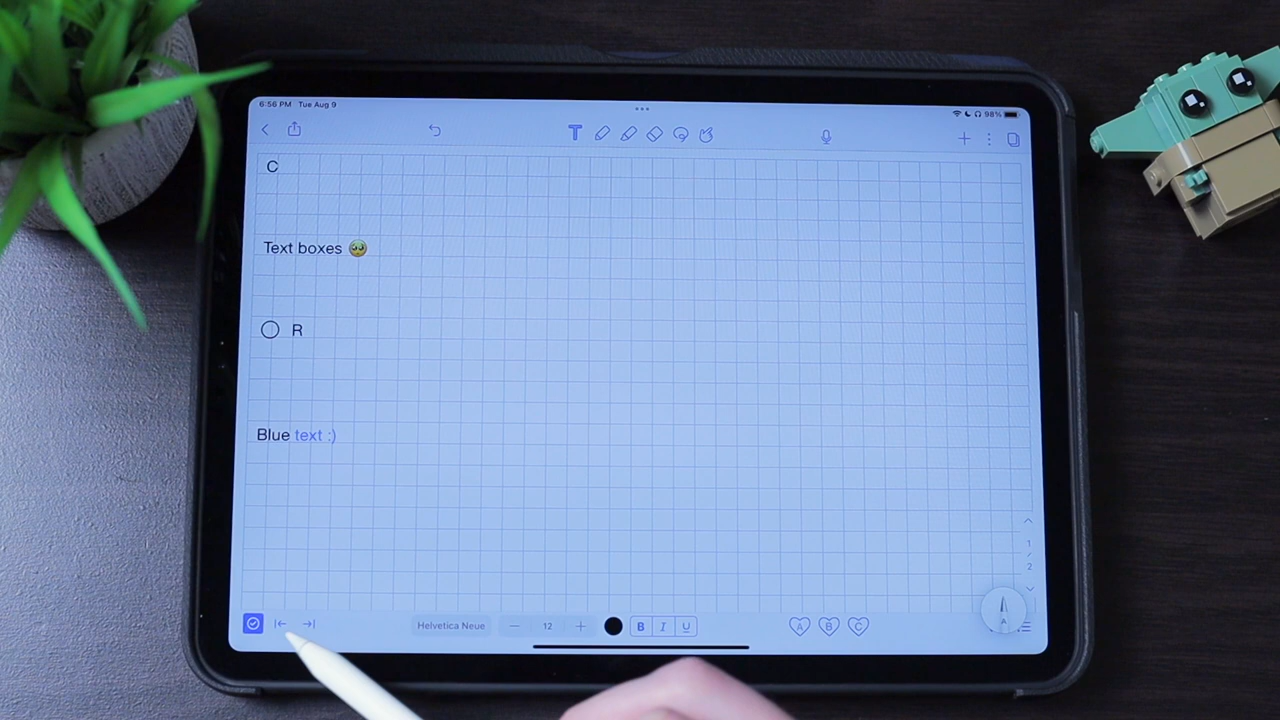 6:56 PM Tue Aug 9
98%
T
C
Text boxes 🥺
R
Blue text :)
1
/
2
A
Helvetica Neue
12
B I U
A B C